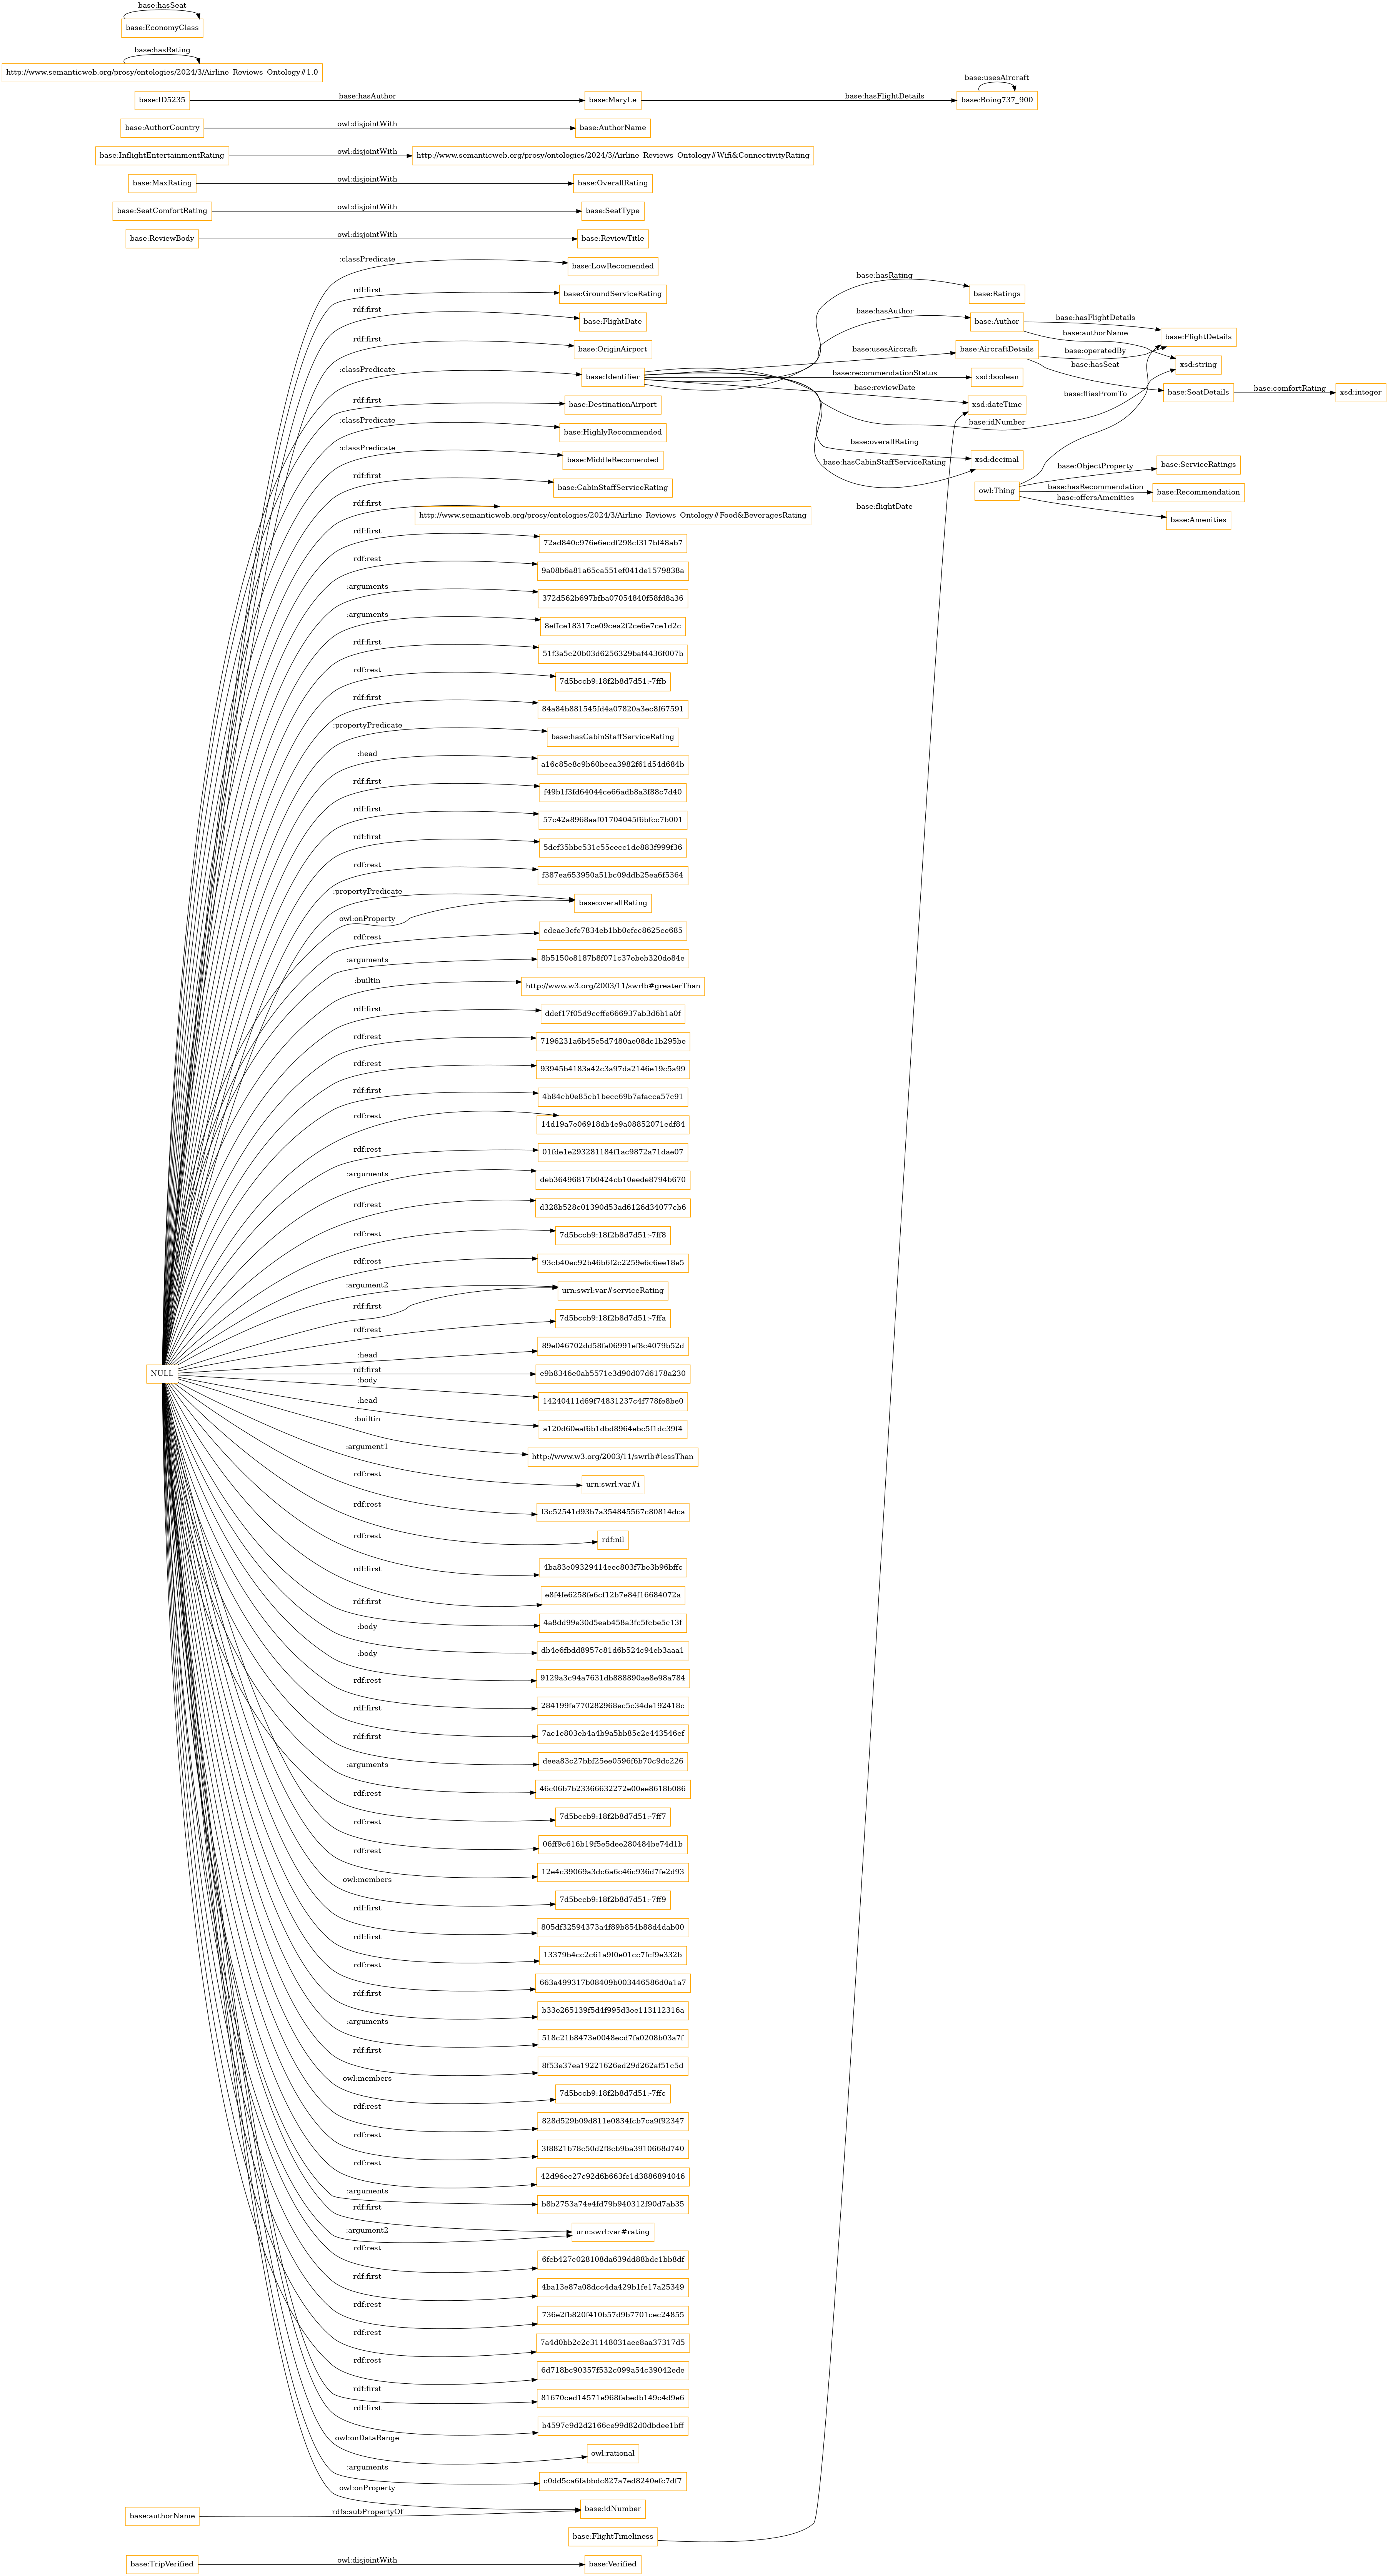 base:hasSeat
base:EconomyClass
base:hasRating
http://www.semanticweb.org/prosy/ontologies/2024/3/Airline_Reviews_Ontology#1.0
base:usesAircraft
base:ID5235
base:hasAuthor
base:MaryLe
base:hasFlightDetails
base:Boing737_900
base:AuthorCountry
owl:disjointWith
base:AuthorName
base:InflightEntertainmentRating
owl:disjointWith
http://www.semanticweb.org/prosy/ontologies/2024/3/Airline_Reviews_Ontology#Wifi&ConnectivityRating
base:MaxRating
owl:disjointWith
base:OverallRating
base:SeatComfortRating
owl:disjointWith
base:SeatType
base:ReviewBody
owl:disjointWith
base:ReviewTitle
:classPredicate
base:LowRecomended
rdf:first
base:GroundServiceRating
rdf:first
base:FlightDate
rdf:first
base:OriginAirport
:classPredicate
base:Identifier
rdf:first
base:DestinationAirport
:classPredicate
base:HighlyRecommended
:classPredicate
base:MiddleRecomended
rdf:first
base:CabinStaffServiceRating
rdf:first
http://www.semanticweb.org/prosy/ontologies/2024/3/Airline_Reviews_Ontology#Food&BeveragesRating
base:hasRating
base:Ratings
base:hasAuthor
base:Author
base:hasFlightDetails
base:FlightDetails
base:authorName
xsd:string
base:usesAircraft
base:AircraftDetails
base:operatedBy
base:hasSeat
base:recommendationStatus
xsd:boolean
base:reviewDate
xsd:dateTime
base:idNumber
base:fliesFromTo
base:SeatDetails
base:comfortRating
xsd:integer
base:overallRating
xsd:decimal
base:hasCabinStaffServiceRating
base:ObjectProperty
base:ServiceRatings
owl:Thing
base:hasRecommendation
base:Recommendation
base:offersAmenities
base:Amenities
base:flightDate
rdf:first
72ad840c976e6ecdf298cf317bf48ab7
rdf:rest
9a08b6a81a65ca551ef041de1579838a
:arguments
372d562b697bfba07054840f58fd8a36
:arguments
8effce18317ce09cea2f2ce6e7ce1d2c
rdf:first
51f3a5c20b03d6256329baf4436f007b
rdf:rest
7d5bccb9:18f2b8d7d51:-7ffb
rdf:first
84a84b881545fd4a07820a3ec8f67591
:propertyPredicate
base:hasCabinStaffServiceRating
:head
a16c85e8c9b60beea3982f61d54d684b
rdf:first
f49b1f3fd64044ce66adb8a3f88c7d40
rdf:first
57c42a8968aaf01704045f6bfcc7b001
rdf:first
5def35bbc531c55eecc1de883f999f36
rdf:rest
f387ea653950a51bc09ddb25ea6f5364
:propertyPredicate
base:overallRating
owl:onProperty
rdf:rest
cdeae3efe7834eb1bb0efcc8625ce685
:arguments
8b5150e8187b8f071c37ebeb320de84e
:builtin
http://www.w3.org/2003/11/swrlb#greaterThan
rdf:first
ddef17f05d9ccffe666937ab3d6b1a0f
rdf:rest
7196231a6b45e5d7480ae08dc1b295be
rdf:rest
93945b4183a42c3a97da2146e19c5a99
rdf:first
4b84cb0e85cb1becc69b7afacca57c91
rdf:rest
14d19a7e06918db4e9a08852071edf84
rdf:rest
01fde1e293281184f1ac9872a71dae07
:arguments
deb36496817b0424cb10eede8794b670
rdf:rest
d328b528c01390d53ad6126d34077cb6
rdf:rest
7d5bccb9:18f2b8d7d51:-7ff8
rdf:rest
93cb40ec92b46b6f2c2259e6c6ee18e5
:argument2
urn:swrl:var#serviceRating
rdf:first
rdf:rest
7d5bccb9:18f2b8d7d51:-7ffa
:head
89e046702dd58fa06991ef8c4079b52d
NULL
rdf:first
e9b8346e0ab5571e3d90d07d6178a230
:body
14240411d69f74831237c4f778fe8be0
:head
a120d60eaf6b1dbd8964ebc5f1dc39f4
:builtin
http://www.w3.org/2003/11/swrlb#lessThan
:argument1
urn:swrl:var#i
rdf:rest
f3c52541d93b7a354845567c80814dca
rdf:rest
rdf:nil
rdf:rest
4ba83e09329414eec803f7be3b96bffc
rdf:first
e8f4fe6258fe6cf12b7e84f16684072a
rdf:first
4a8dd99e30d5eab458a3fc5fcbe5c13f
:body
db4e6fbdd8957c81d6b524c94eb3aaa1
:body
9129a3c94a7631db888890ae8e98a784
rdf:rest
284199fa770282968ec5c34de192418c
rdf:first
7ac1e803eb4a4b9a5bb85e2e443546ef
rdf:first
deea83c27bbf25ee0596f6b70c9dc226
:arguments
46c06b7b23366632272e00ee8618b086
rdf:rest
7d5bccb9:18f2b8d7d51:-7ff7
rdf:rest
06ff9c616b19f5e5dee280484be74d1b
rdf:rest
12e4c39069a3dc6a6c46c936d7fe2d93
owl:members
7d5bccb9:18f2b8d7d51:-7ff9
rdf:first
805df32594373a4f89b854b88d4dab00
rdf:first
13379b4cc2c61a9f0e01cc7fcf9e332b
rdf:rest
663a499317b08409b003446586d0a1a7
rdf:first
b33e265139f5d4f995d3ee113112316a
:arguments
518c21b8473e0048ecd7fa0208b03a7f
rdf:first
8f53e37ea19221626ed29d262af51c5d
owl:members
7d5bccb9:18f2b8d7d51:-7ffc
rdf:rest
828d529b09d811e0834fcb7ca9f92347
rdf:rest
3f8821b78c50d2f8cb9ba3910668d740
rdf:rest
42d96ec27c92d6b663fe1d3886894046
:arguments
b8b2753a74e4fd79b940312f90d7ab35
rdf:first
urn:swrl:var#rating
:argument2
rdf:rest
6fcb427c028108da639dd88bdc1bb8df
rdf:first
4ba13e87a08dcc4da429b1fe17a25349
rdf:rest
736e2fb820f410b57d9b7701cec24855
rdf:rest
7a4d0bb2c2c31148031aee8aa37317d5
rdf:rest
6d718bc90357f532c099a54c39042ede
rdf:first
81670ced14571e968fabedb149c4d9e6
rdf:first
b4597c9d2d2166ce99d82d0dbdee1bff
owl:onDataRange
owl:rational
:arguments
c0dd5ca6fabbdc827a7ed8240efc7df7
owl:onProperty
base:idNumber
base:authorName
rdfs:subPropertyOf
base:FlightTimeliness
base:TripVerified
owl:disjointWith
base:Verified